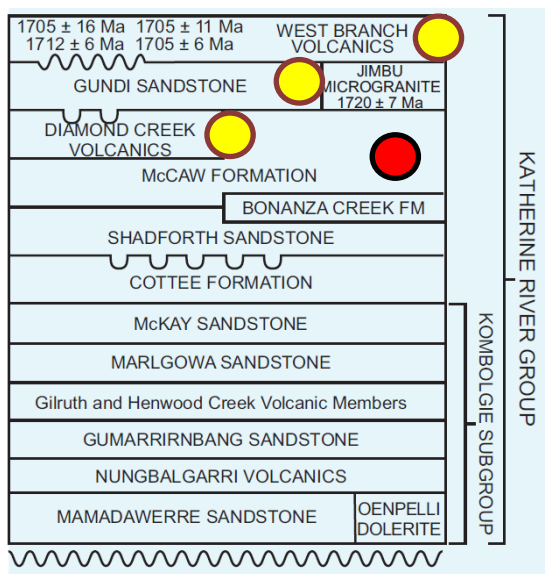 1705 ± 16 Ma 1705 ± 11 Ma
1712 ± 6 Ma 1705 ± 6 Ma
WEST BRANCH
VOLCANICS
GUNDI SANDSTONE
JIMBU
MICROGRANITE
1720 ± 7 Ma
DIAMOND CREEK
VOLCANICS
McCAW FORMATION
BONANZA CREEK FM
SHADFORTH SANDSTONE
COTTEE FORMATION
McKAY SANDSTONE
MARLGOWA SANDSTONE
Gilruth and Henwood Creek Volcanic Members
GUMARRIRNBANG SANDSTONE
NUNGBALGARRI VOLCANICS
MAMADAWERRE SANDSTONE
OENPELLI
DOLERITE
KOMBOLGIE SUBGROUP
KATHERINE RIVER GROUP